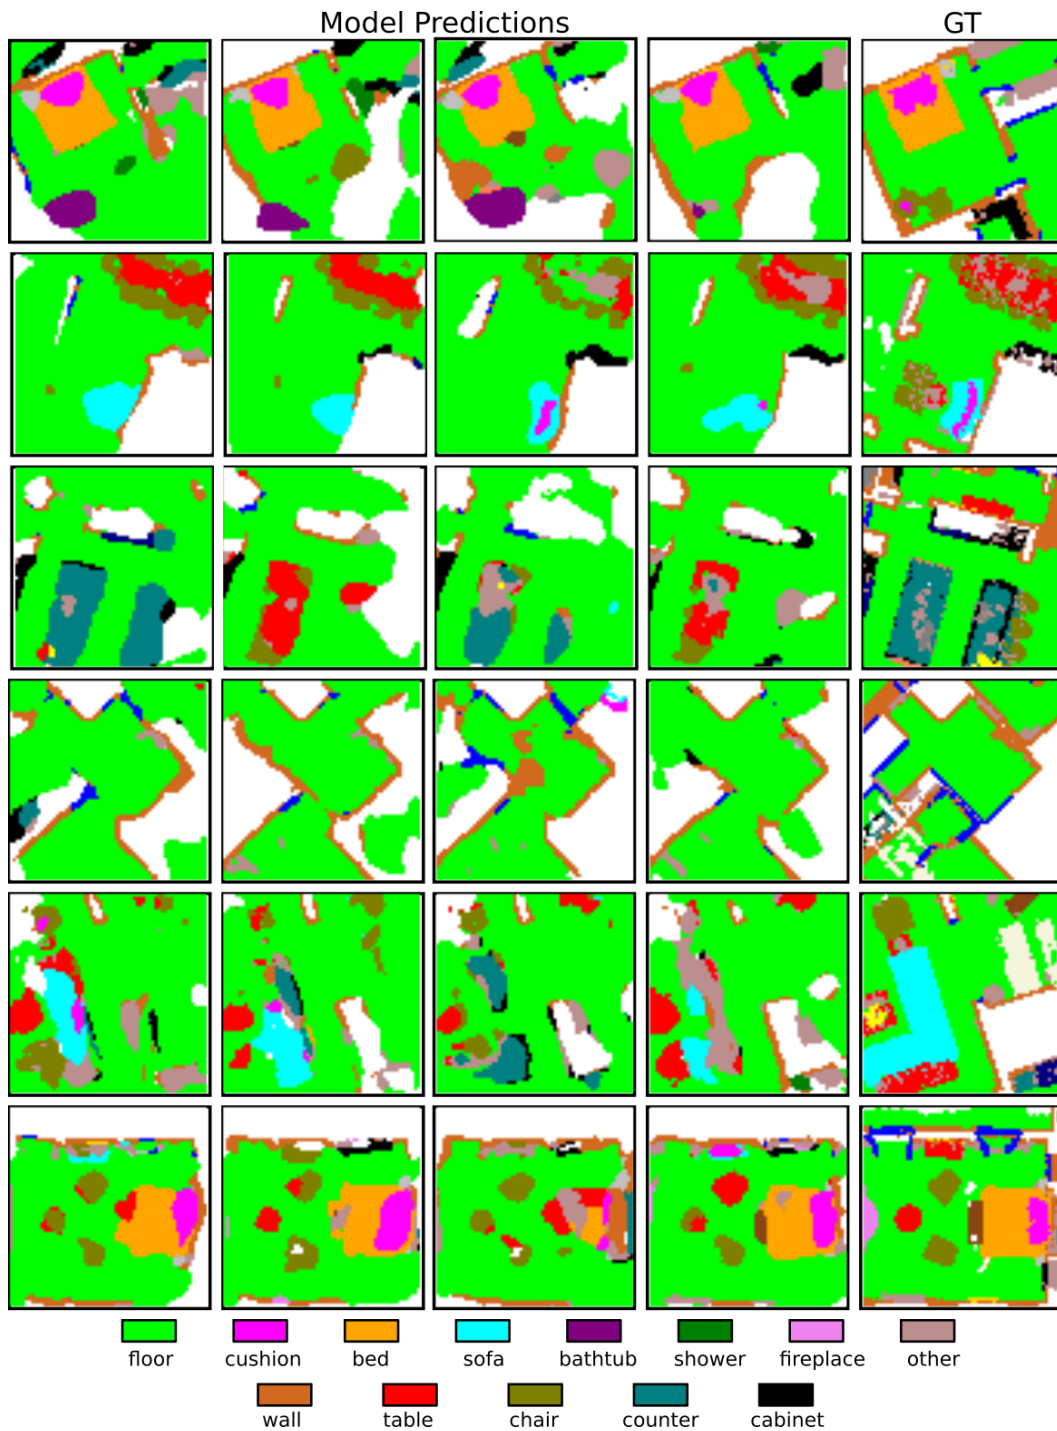 Model Predictions GT
floor cushion bed sofa bathtub shower fireplace other
wall table chair counter cabinet